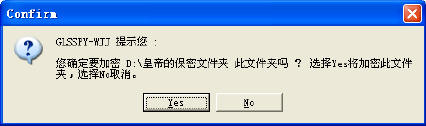 Confirm
GLSSPY-WJJ 提示您 :
您确定要加密 D:\皇帝的保密文件夹 此文件夹吗 ? 选择Yes将加密此文件
夹,选择No取消。
Yes No